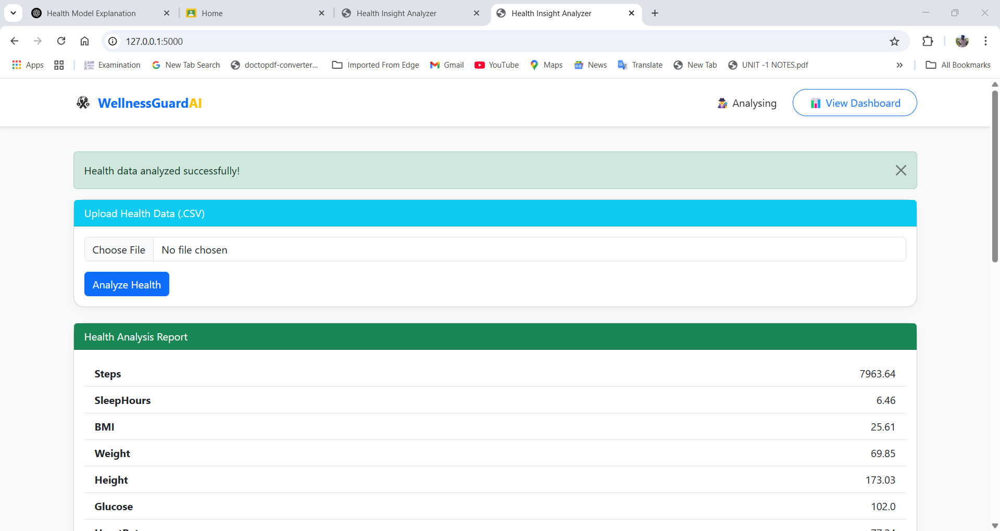 Health Model Explanation
Home
Health Insight Analyzer
Health Insight Analyzer
127.0.0.1:5000
Apps
Examination
New Tab Search
doctopdf-converter...
Imported From Edge
Gmail
YouTube
Maps
News
Translate
New Tab
UNIT -1 NOTES.pdf
All Bookmarks
WellnessGuardAI
Analysing
View Dashboard
Health data analyzed successfully!
Upload Health Data (.CSV)
Choose File No file chosen
Analyze Health
Health Analysis Report
Steps 7963.64
SleepHours 6.46
BMI 25.61
Weight 69.85
Height 173.03
Glucose 102.0